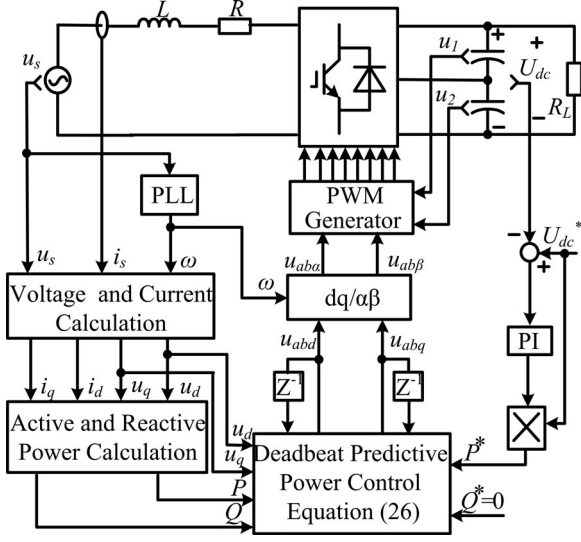 L
R
u_s
u_1
u_2
+
+
U_dc
R_L
−
−
PLL
PWM
Generator
−
U_dc*
+
u_s
i_s
ω
u_abα
u_abβ
Voltage and Current
Calculation
ω
dq/αβ
PI
u_abd
u_abq
i_q
i_d
u_q
u_d
Z^-1
Z^-1
Active and Reactive
Power Calculation
u_d
u_q
P
Q
Deadbeat Predictive
Power Control
Equation (26)
P*
Q*=0